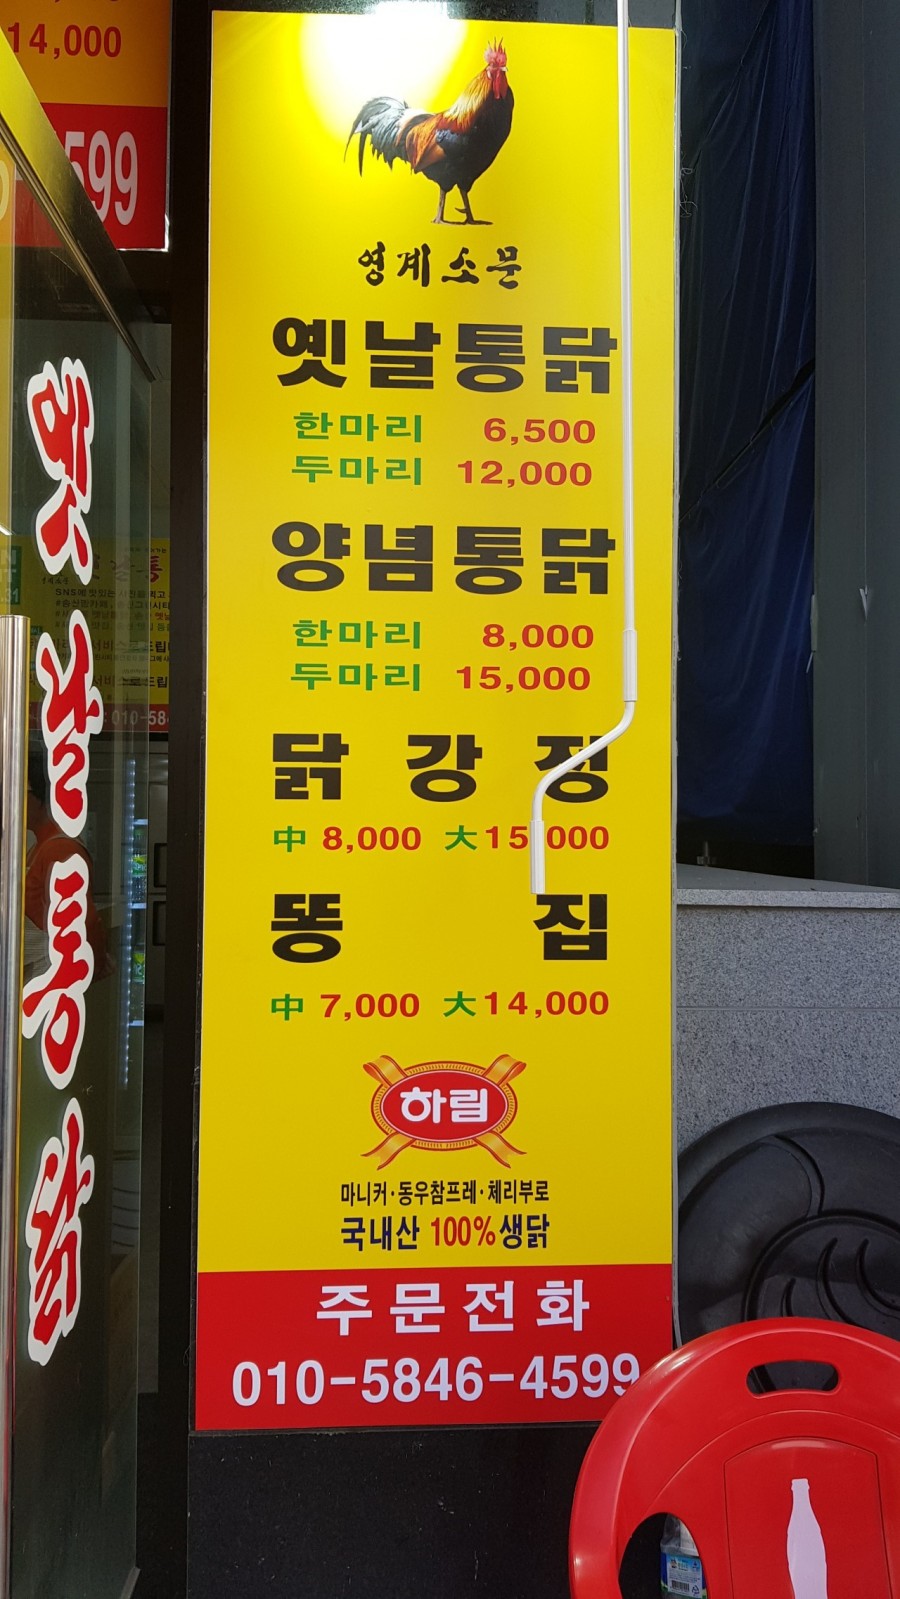 14,000
599
영계소문
옛날통닭
한마리 6,500
두마리 12,000
양념통닭
한마리 8,000
두마리 15,000
닭강정
中 8,000 大 15,000
똥집
中 7,000 大 14,000
하림
마니커·동우참프레·체리부로
국내산 100% 생닭
주문전화
010-5846-4599
옛날통닭